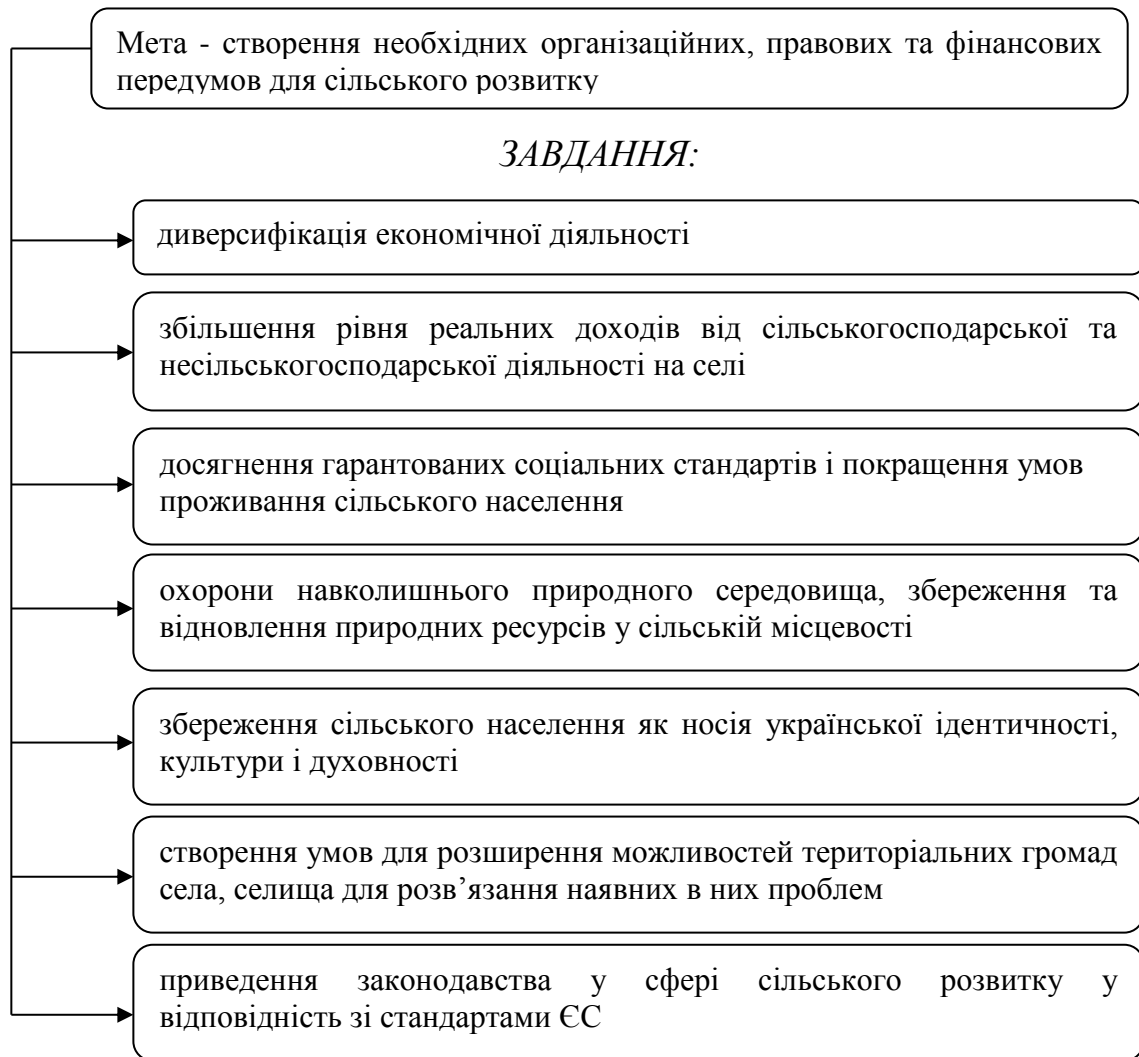 Мета - створення необхідних організаційних, правових та фінансових
передумов для сільського розвитку
ЗАВДАННЯ:
диверсифікація економічної діяльності
збільшення рівня реальних доходів від сільськогосподарської та
несільськогосподарської діяльності на селі
досягнення гарантованих соціальних стандартів і покращення умов
проживання сільського населення
охорони навколишнього природного середовища, збереження та
відновлення природних ресурсів у сільській місцевості
збереження сільського населення як носія української ідентичності,
культури і духовності
створення умов для розширення можливостей територіальних громад
села, селища для розв’язання наявних в них проблем
приведення законодавства у сфері сільського розвитку у
відповідність зі стандартами ЄС